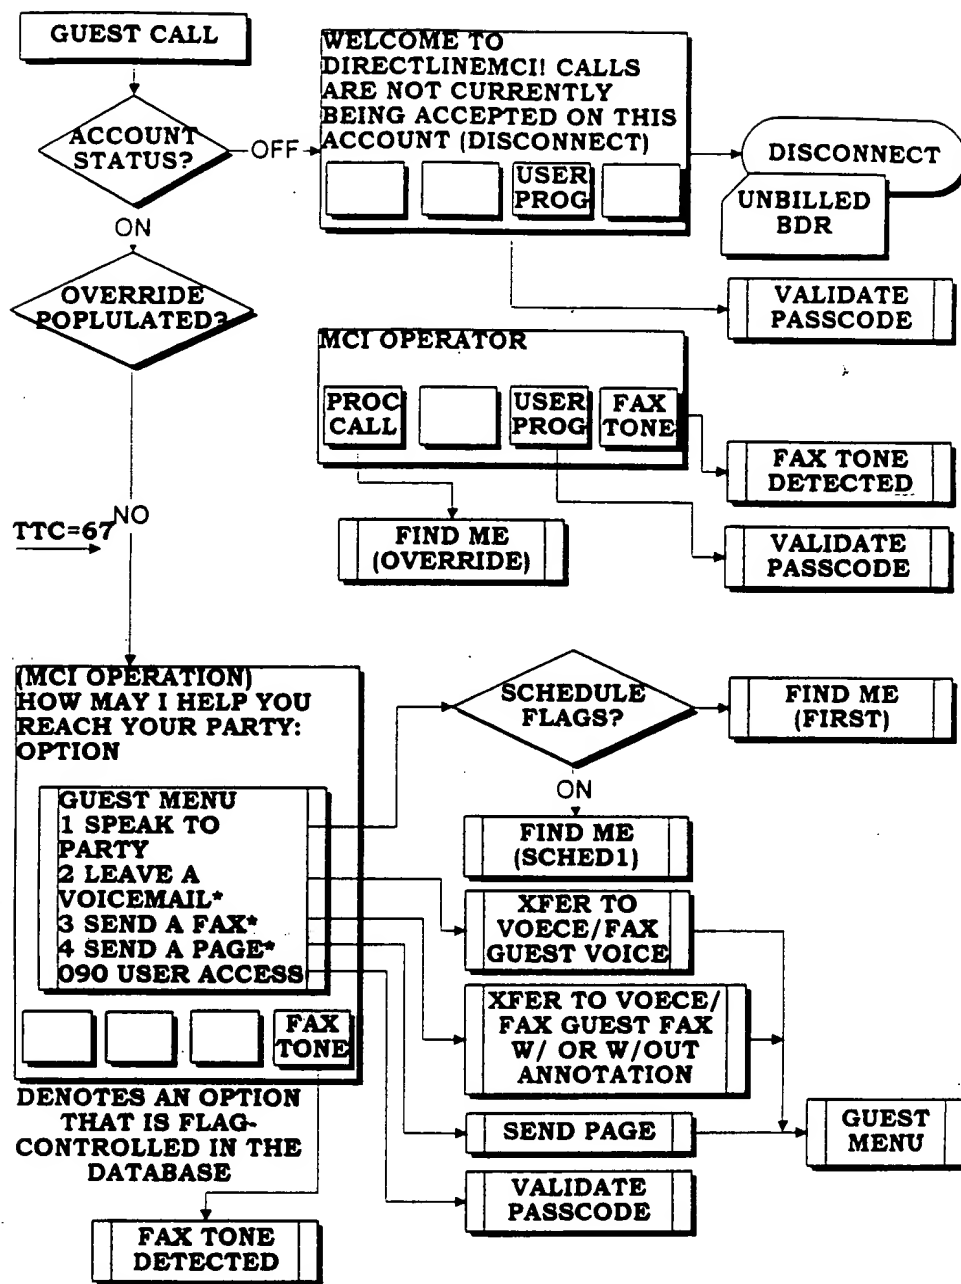 GUEST CALL
ACCOUNT
STATUS?
OFF
WELCOME TO
DIRECTLINEMCI! CALLS
ARE NOT CURRENTLY
BEING ACCEPTED ON THIS
ACCOUNT (DISCONNECT)
USER
PROG
DISCONNECT
UNBILLED
BDR
VALIDATE
PASSCODE
ON
OVERRIDE
POPLULATED?
MCI OPERATOR
PROC
CALL
USER
PROG
FAX
TONE
FAX TONE
DETECTED
FIND ME
(OVERRIDE)
VALIDATE
PASSCODE
NO
TTC=67
(MCI OPERATION)
HOW MAY I HELP YOU
REACH YOUR PARTY:
OPTION
GUEST MENU
1 SPEAK TO
PARTY
2 LEAVE A
VOICEMAIL*
3 SEND A FAX*
4 SEND A PAGE*
090 USER ACCESS
FAX
TONE
DENOTES AN OPTION
THAT IS FLAG-
CONTROLLED IN THE
DATABASE
FAX TONE
DETECTED
SCHEDULE
FLAGS?
FIND ME
(FIRST)
ON
FIND ME
(SCHED1)
XFER TO
VOECE/FAX
GUEST VOICE
XFER TO VOECE/
FAX GUEST FAX
W/ OR W/OUT
ANNOTATION
SEND PAGE
GUEST
MENU
VALIDATE
PASSCODE